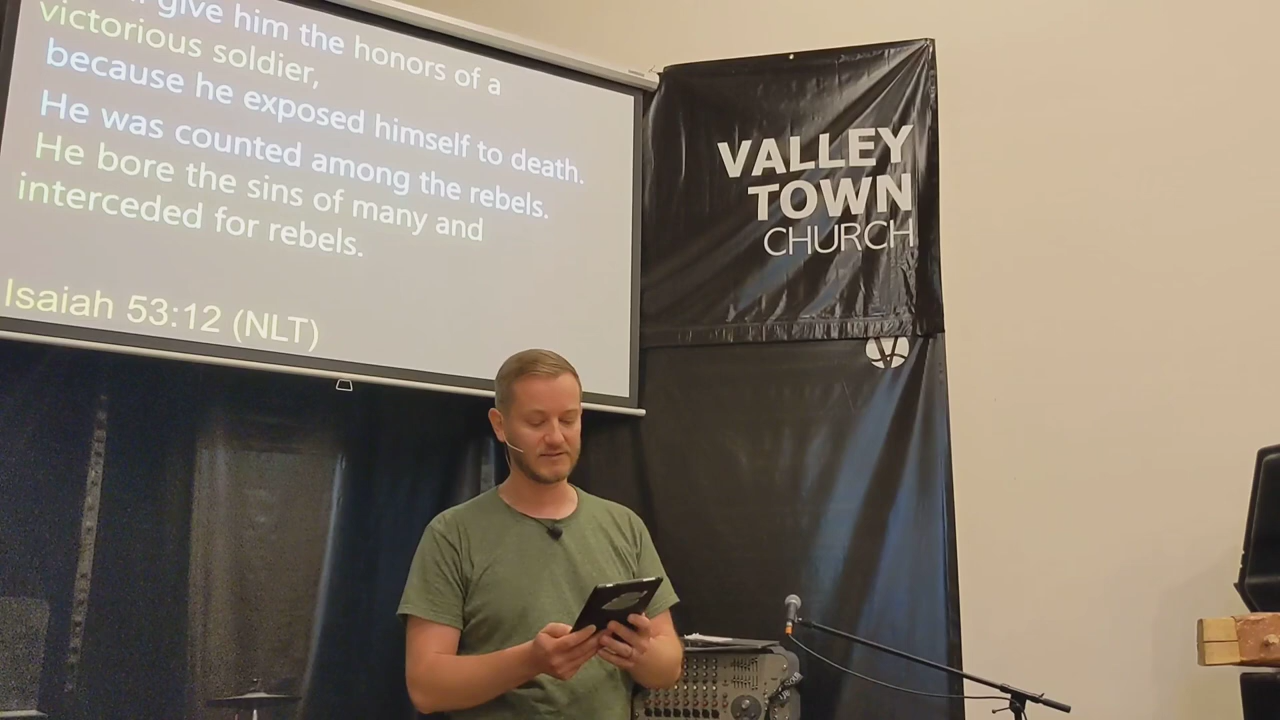 give him the honors of a
victorious soldier,
because he exposed himself to death.
He was counted among the rebels.
He bore the sins of many and
interceded for rebels.
Isaiah 53:12 (NLT)
VALLEY
TOWN
CHURCH